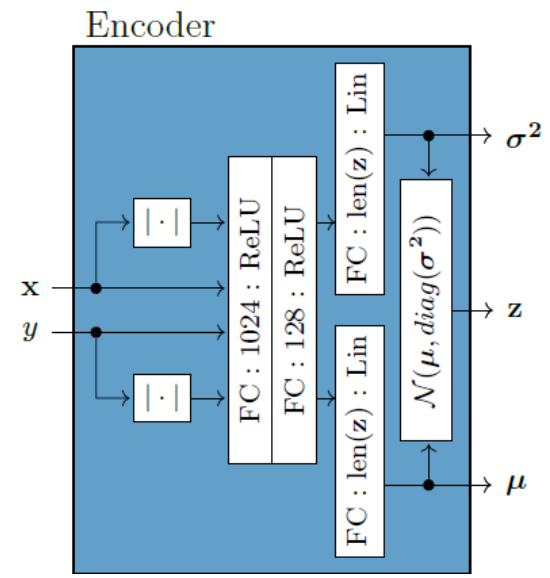 Encoder
x
y
| · |
| · |
FC : 1024 : ReLU
FC : 128 : ReLU
FC : len(z) : Lin
FC : len(z) : Lin
𝒩(μ, diag(σ²))
σ²
z
μ